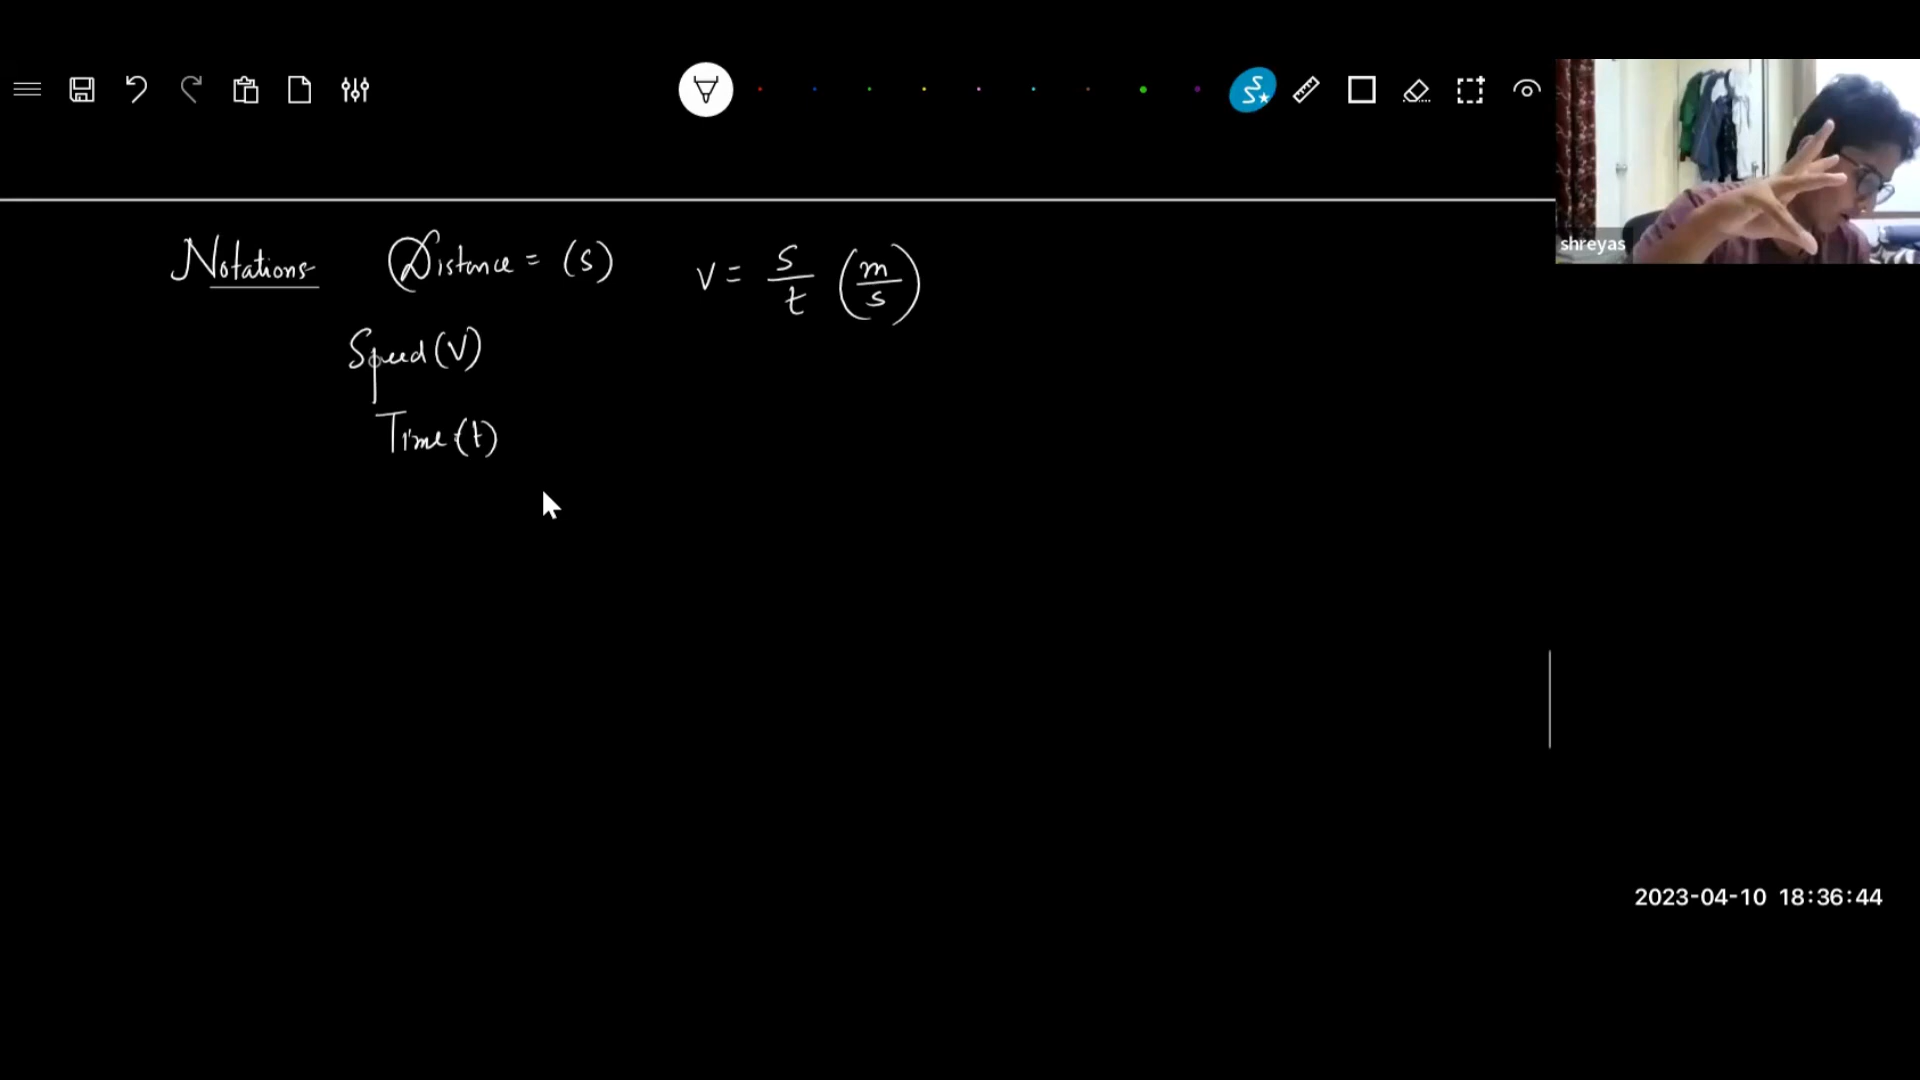 shreyas
Notations Distance = (s) v = s/t (m/s)
Speed (v)
Time (t)
2023-04-10 18:36:44